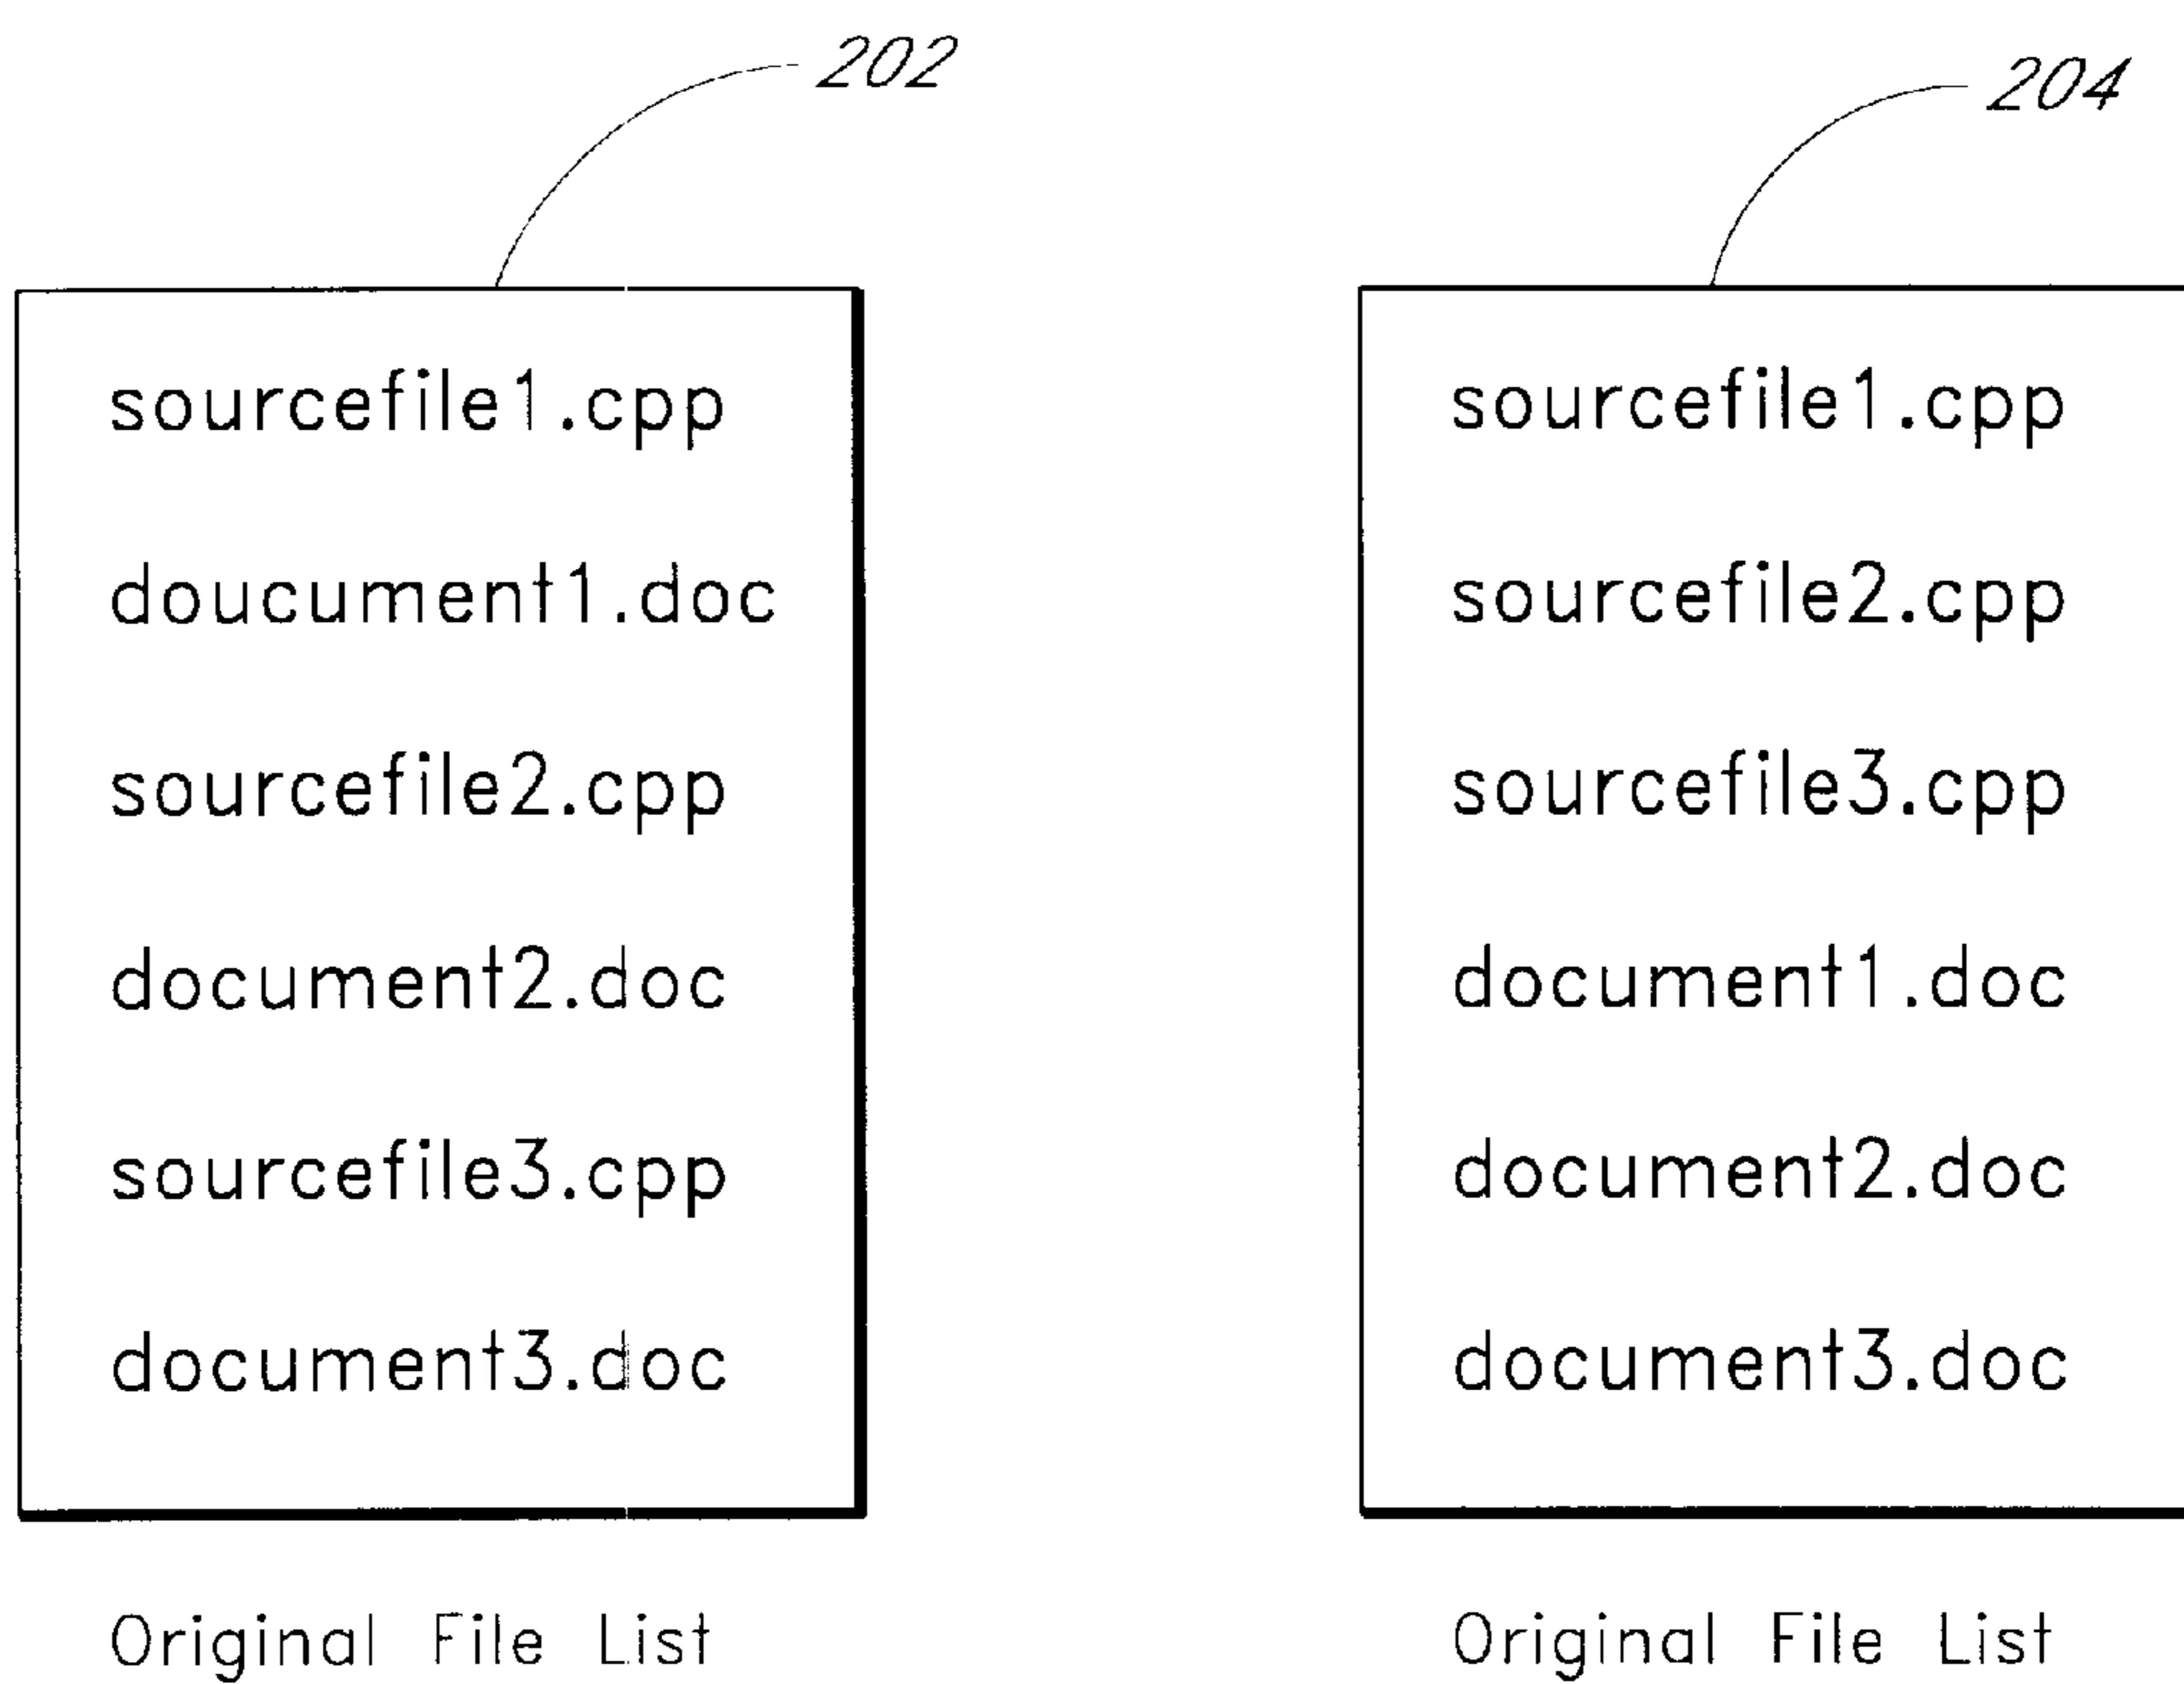 202
204
sourcefile1.cpp
doucument1.doc
sourcefile2.cpp
document2.doc
sourcefile3.cpp
document3.doc
Original File List
sourcefile1.cpp
sourcefile2.cpp
sourcefile3.cpp
document1.doc
document2.doc
document3.doc
Original File List